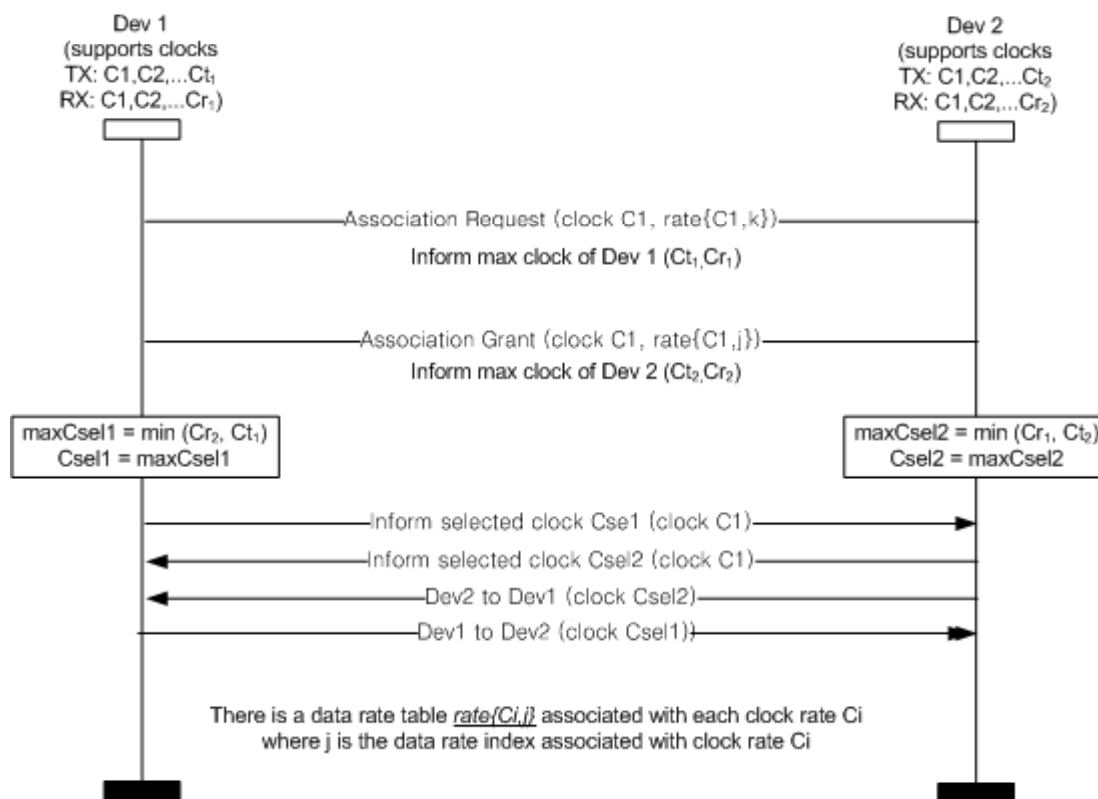 Dev 1
(supports clocks
TX: C1,C2,...Ct₁
RX: C1,C2,...Cr₁)
Dev 2
(supports clocks
TX: C1,C2,...Ct₂
RX: C1,C2,...Cr₂)
Association Request (clock C1, rate{C1,k})
Inform max clock of Dev 1 (Ct₁,Cr₁)
Association Grant (clock C1, rate{C1,j})
Inform max clock of Dev 2 (Ct₂,Cr₂)
maxCsel1 = min (Cr₂, Ct₁)
Csel1 = maxCsel1
maxCsel2 = min (Cr₁, Ct₂)
Csel2 = maxCsel2
Inform selected clock Cse1 (clock C1)
Inform selected clock Csel2 (clock C1)
Dev2 to Dev1 (clock Csel2)
Dev1 to Dev2 (clock Csel1))
There is a data rate table rate{Ci,j} associated with each clock rate Ci
where j is the data rate index associated with clock rate Ci